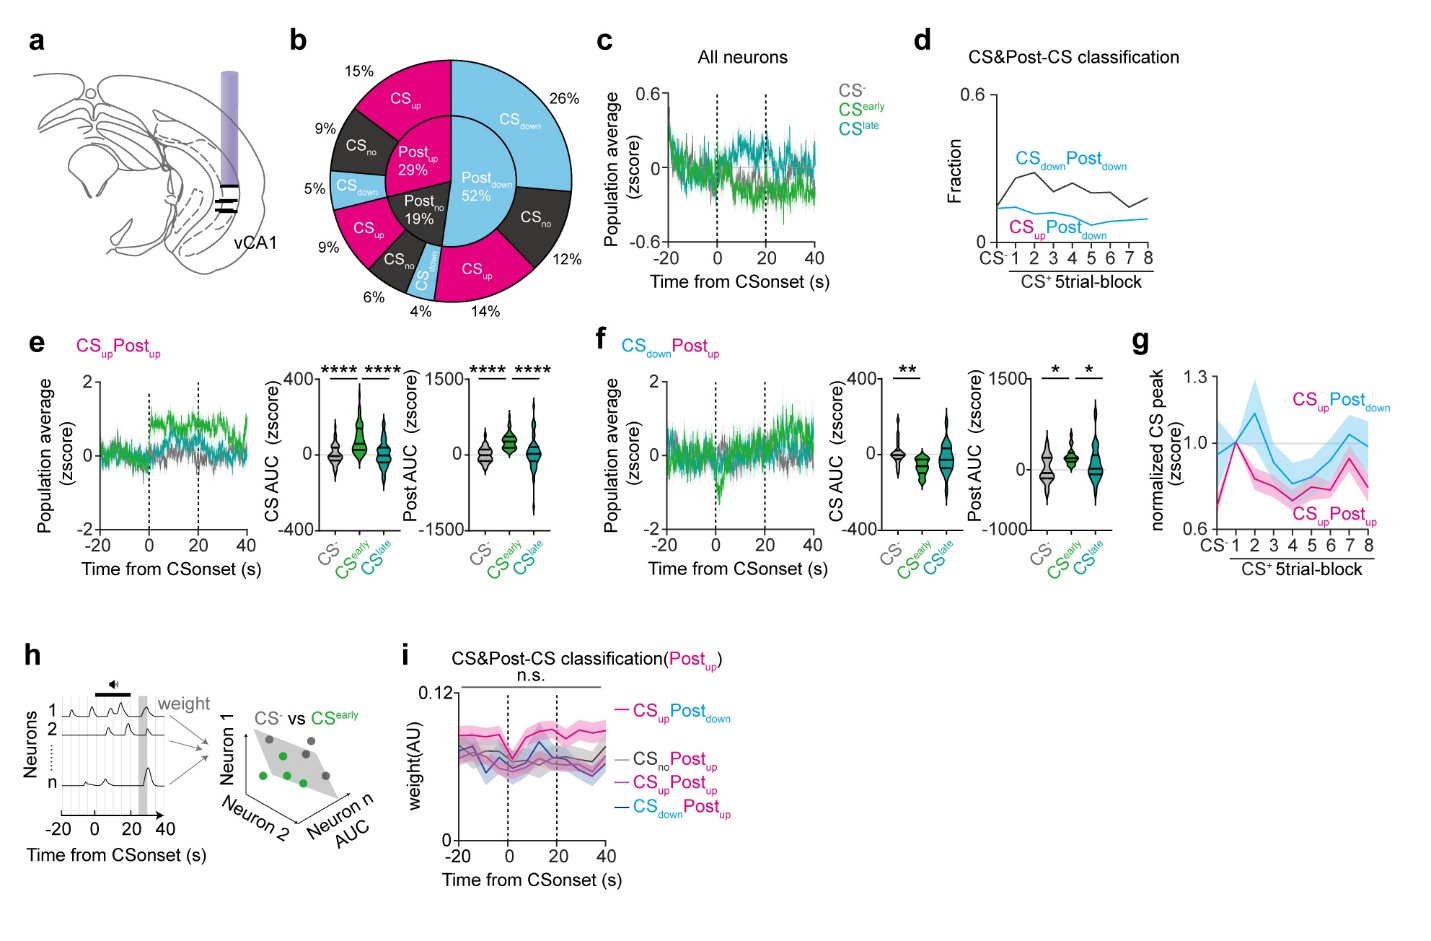 a
vCA1
b
15%
26%
9%
5%
9%
6%
4%
14%
12%
CSup
CSdown
CSno
CSdown
CSup
CSno
CSdown
CSup
CSno
Postup
29%
Postdown
52%
Postno
19%
c
All neurons
Population average
(zscore)
0.6
0
-0.6
-20
0
20
40
Time from CSonset (s)
CS-
CSearly
CSlate
d
CS&Post-CS classification
Fraction
0.6
0
CSdownPostdown
CSupPostdown
CS- 1 2 3 4 5 6 7 8
CS+ 5trial-block
e
CSupPostup
Population average
(zscore)
2
0
-2
-20 0 20 40
Time from CSonset (s)
CS AUC (zscore)
400
0
-400
**** ****
CS- CSearly CSlate
Post AUC (zscore)
1500
0
-1500
**** ****
CS- CSearly CSlate
f
CSdownPostup
Population average
(zscore)
2
0
-2
-20 0 20 40
Time from CSonset (s)
CS AUC (zscore)
400
0
-400
**
CS- CSearly CSlate
Post AUC (zscore)
1500
0
-1000
* *
CS- CSearly CSlate
g
normalized CS peak
(zscore)
1.3
1.0
0.6
CSupPostdown
CSupPostup
CS- 1 2 3 4 5 6 7 8
CS+ 5trial-block
h
Neurons
1
2
n
weight
-20 0 20 40
Time from CSonset (s)
CS- vs CSearly
Neuron 1
Neuron 2
Neuron n
AUC
i
CS&Post-CS classification(Postup)
n.s.
weight(AU)
0.12
0
-20 0 20 40
Time from CSonset (s)
CSupPostdown
CSnoPostup
CSupPostup
CSdownPostup